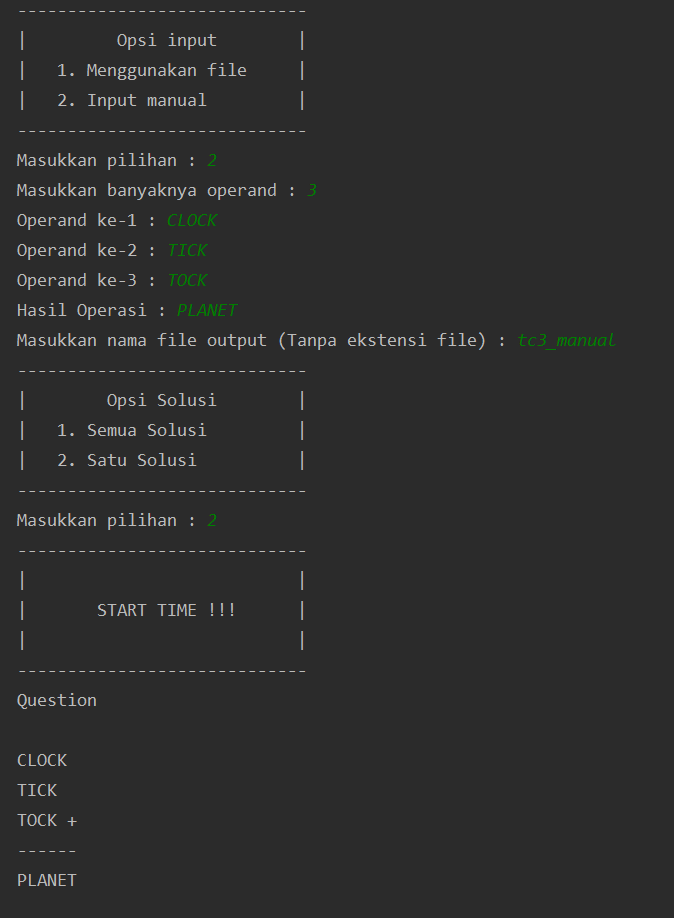 -----------------------------
|         Opsi input        |
|   1. Menggunakan file     |
|   2. Input manual         |
-----------------------------
Masukkan pilihan : 2
Masukkan banyaknya operand : 3
Operand ke-1 : CLOCK
Operand ke-2 : TICK
Operand ke-3 : TOCK
Hasil Operasi : PLANET
Masukkan nama file output (Tanpa ekstensi file) : tc3_manual
-----------------------------
|        Opsi Solusi        |
|   1. Semua Solusi         |
|   2. Satu Solusi          |
-----------------------------
Masukkan pilihan : 2
-----------------------------
|                           |
|       START TIME !!!      |
|                           |
-----------------------------
Question

CLOCK
TICK
TOCK +
------
PLANET